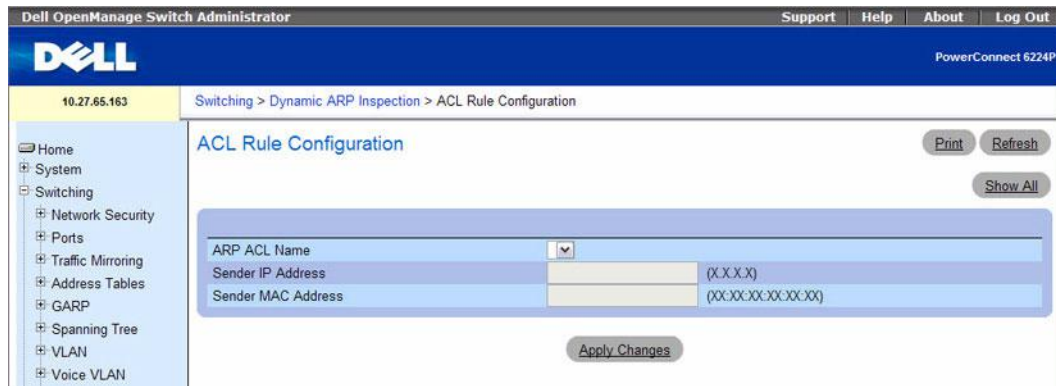 Dell OpenManage Switch Administrator
Support Help About Log Out
DELL
PowerConnect 6224P
10.27.65.163
Switching > Dynamic ARP Inspection > ACL Rule Configuration
Home
System
Switching
Network Security
Ports
Traffic Mirroring
Address Tables
GARP
Spanning Tree
VLAN
Voice VLAN
ACL Rule Configuration
Print Refresh
Show All
ARP ACL Name
Sender IP Address (X.X.X.X)
Sender MAC Address (XX:XX:XX:XX:XX:XX)
Apply Changes